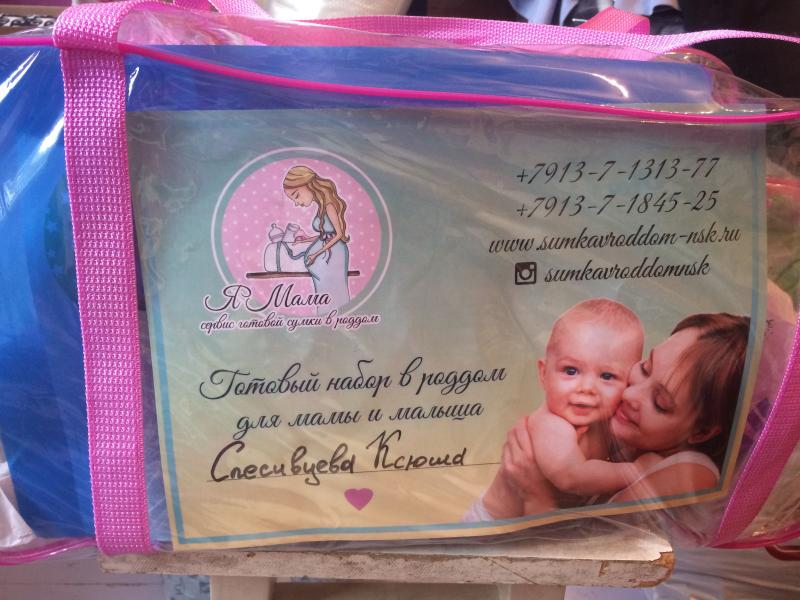 Я Мама
сервис готовой сумки в роддом
+7913-7-1313-77
+7913-7-1845-25
www.sumkavroddom-nsk.ru
sumkavroddomnsk
Готовый набор в роддом
для мамы и малыша
Спесивцева Ксюша